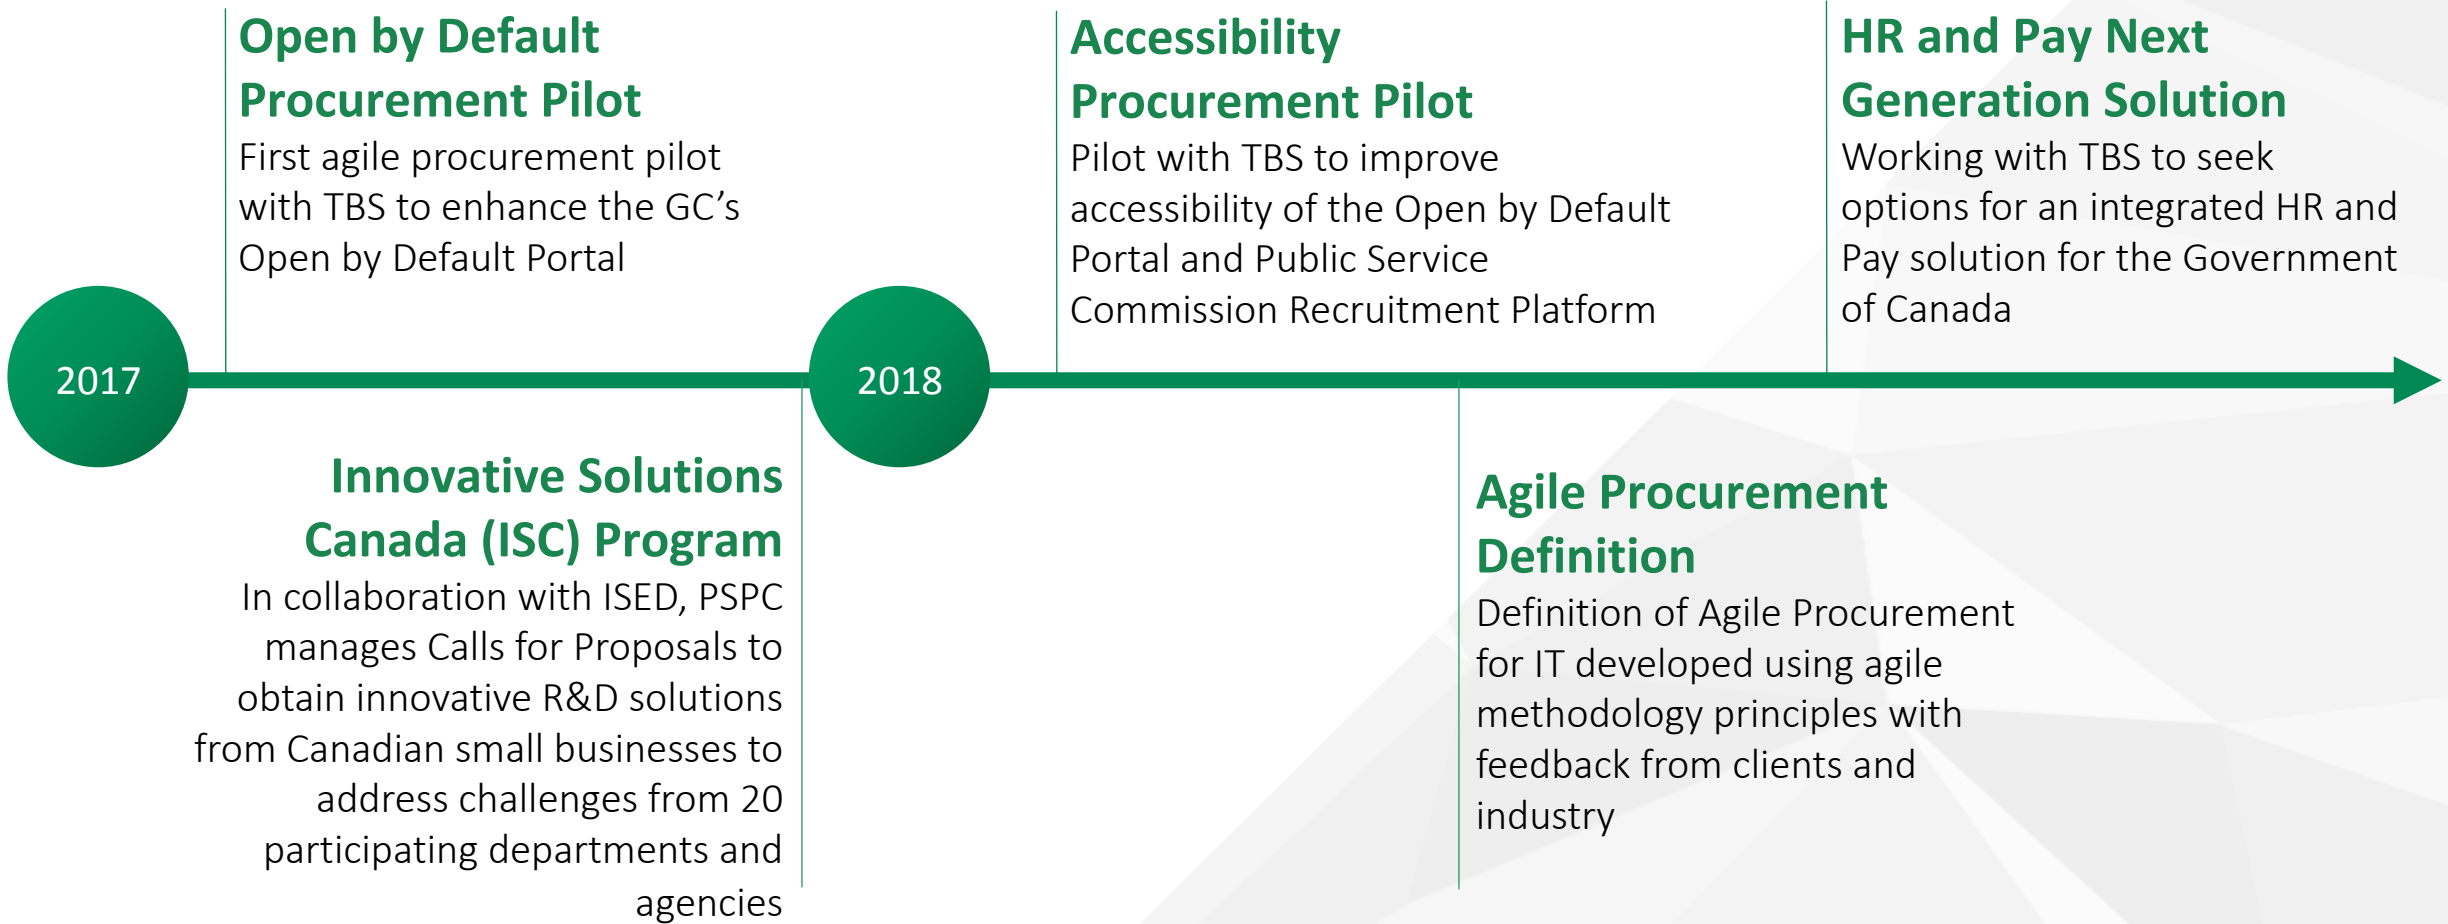 Open by Default
Procurement Pilot
First agile procurement pilot
with TBS to enhance the GC’s
Open by Default Portal
Accessibility
Procurement Pilot
Pilot with TBS to improve
accessibility of the Open by Default
Portal and Public Service
Commission Recruitment Platform
HR and Pay Next
Generation Solution
Working with TBS to seek
options for an integrated HR and
Pay solution for the Government
of Canada
2017
2018
Innovative Solutions
Canada (ISC) Program
In collaboration with ISED, PSPC
manages Calls for Proposals to
obtain innovative R&D solutions
from Canadian small businesses to
address challenges from 20
participating departments and
agencies
Agile Procurement
Definition
Definition of Agile Procurement
for IT developed using agile
methodology principles with
feedback from clients and
industry